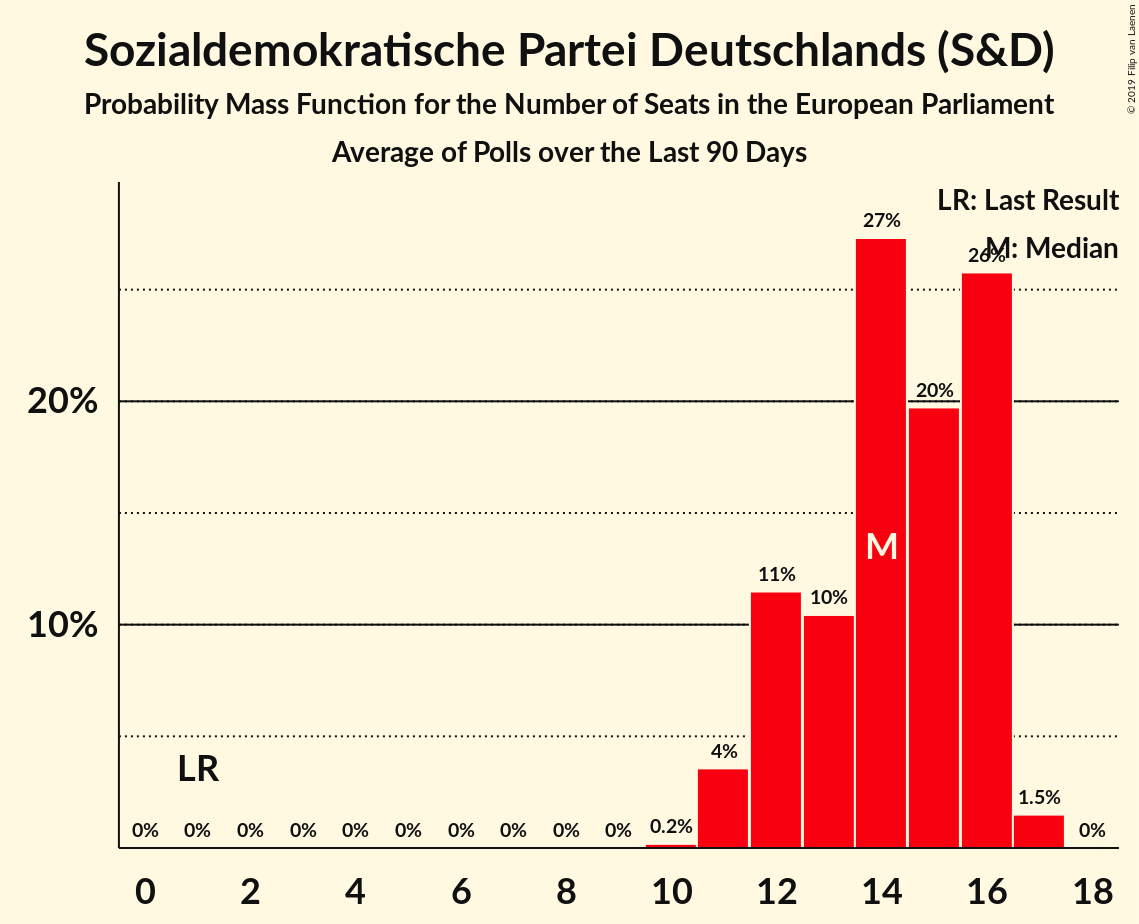 Sozialdemokratische Partei Deutschlands (S&D)
Probability Mass Function for the Number of Seats in the European Parliament
Average of Polls over the Last 90 Days
© 2019 Filip van Laenen
LR: Last Result
M: Median
27%
26%
20%
20%
M
11%
10%
10%
4%
LR
1.5%
0% 0% 0% 0% 0% 0% 0% 0% 0% 0% 0.2% 0%
0 2 4 6 8 10 12 14 16 18